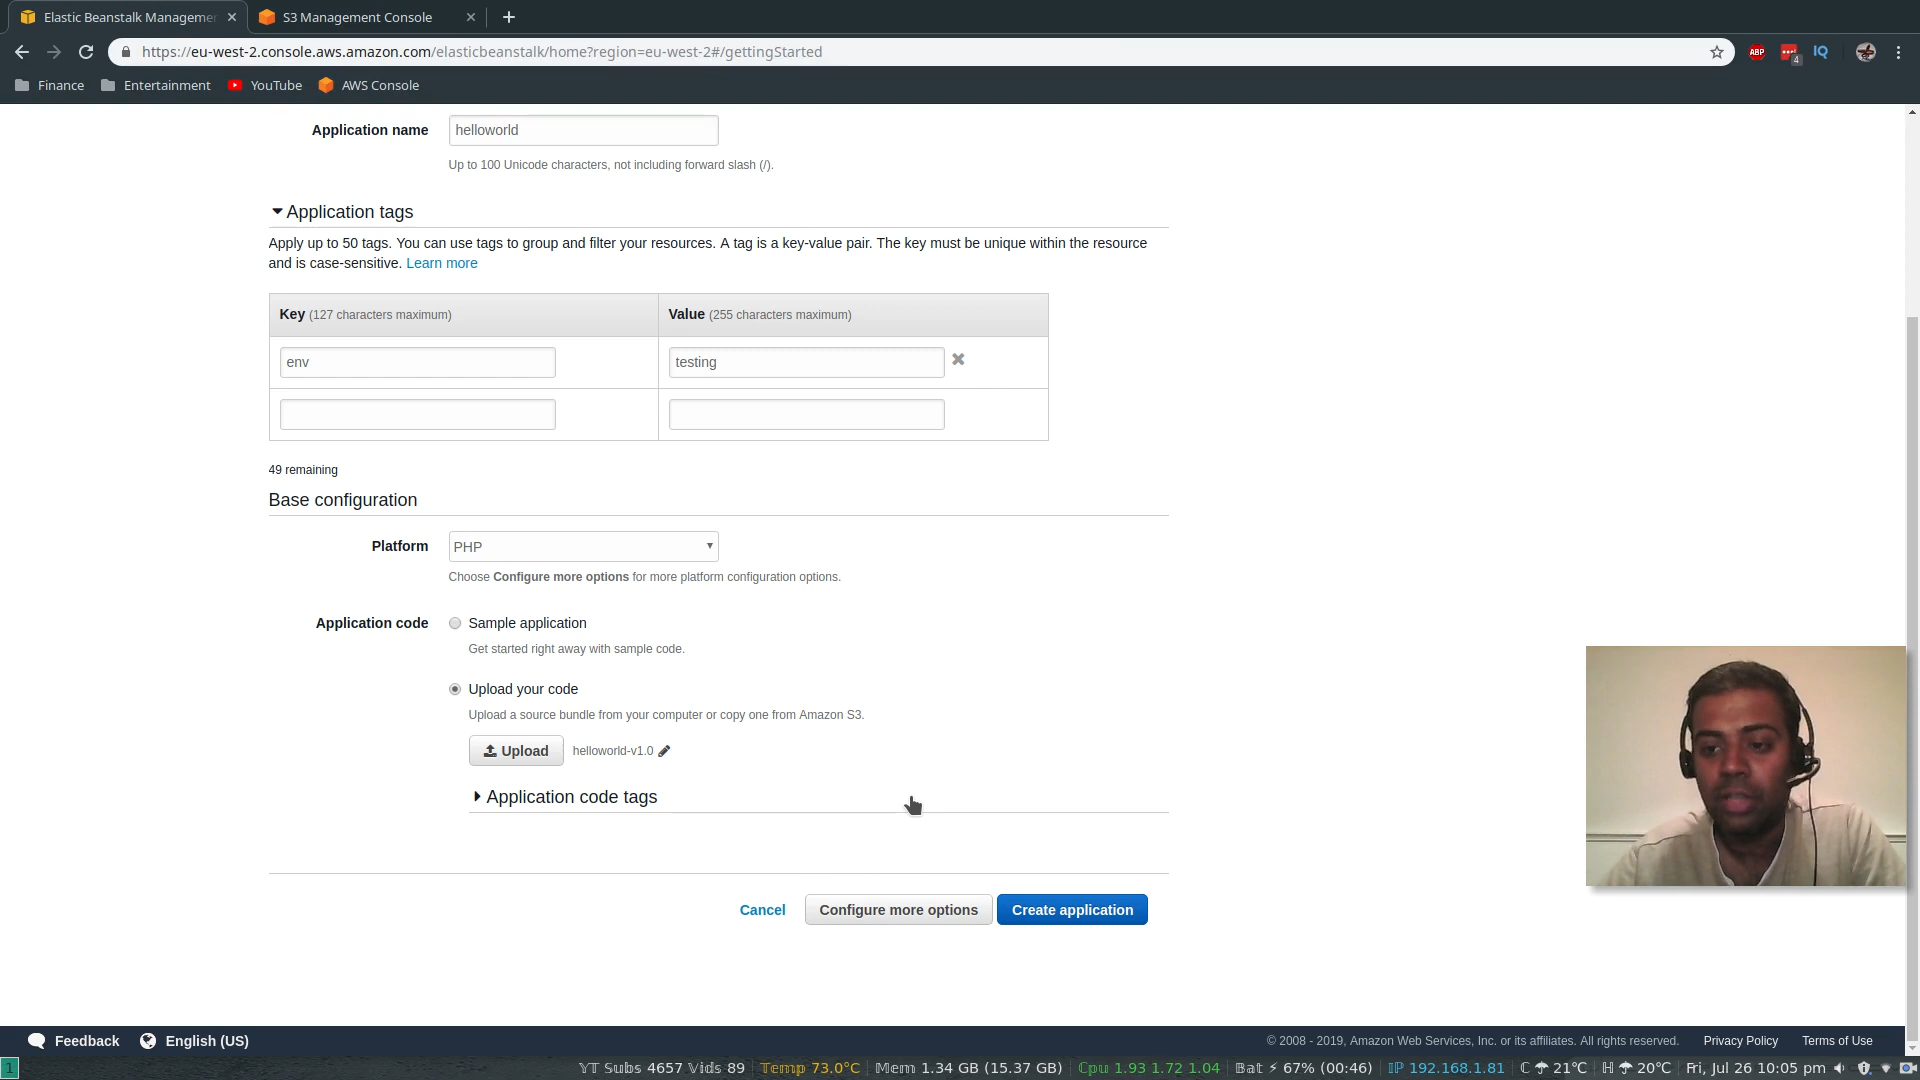 Elastic Beanstalk Managemen
S3 Management Console
https://eu-west-2.console.aws.amazon.com/elasticbeanstalk/home?region=eu-west-2#/gettingStarted
ABP
4
IQ
Finance
Entertainment
YouTube
AWS Console
Application name
helloworld
Up to 100 Unicode characters, not including forward slash (/).
Application tags
Apply up to 50 tags. You can use tags to group and filter your resources. A tag is a key-value pair. The key must be unique within the resource
and is case-sensitive. Learn more
Key (127 characters maximum)
Value (255 characters maximum)
env
testing
49 remaining
Base configuration
Platform
PHP
Choose Configure more options for more platform configuration options.
Application code
Sample application
Get started right away with sample code.
Upload your code
Upload a source bundle from your computer or copy one from Amazon S3.
Upload
helloworld-v1.0
Application code tags
Cancel
Configure more options
Create application
Feedback
English (US)
© 2008 - 2019, Amazon Web Services, Inc. or its affiliates. All rights reserved.
Privacy Policy
Terms of Use
1
YT Subs 4657 Vids 89
Temp 73.0°C
Mem 1.34 GB (15.37 GB)
Cpu 1.93 1.72 1.04
Bat ⚡ 67% (00:46)
IP 192.168.1.81
C ☂ 21°C
H ☂ 20°C
Fri, Jul 26 10:05 pm